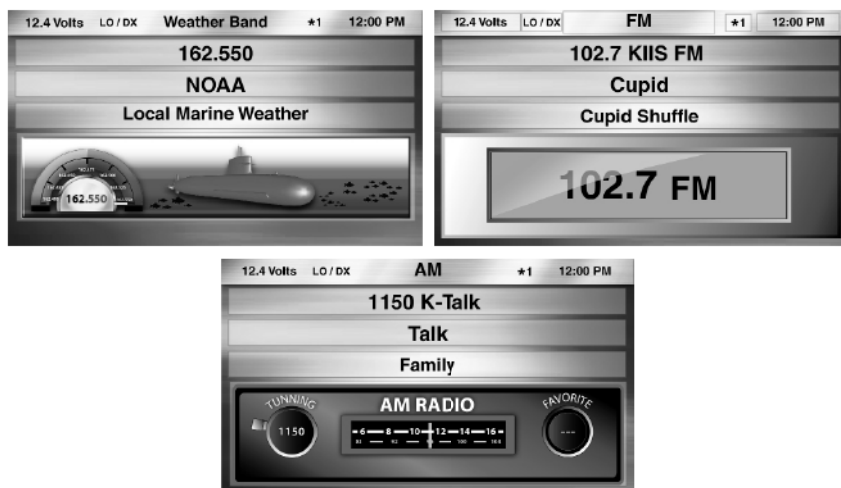 12.4 Volts LO / DX Weather Band ★1 12:00 PM
162.550
NOAA
Local Marine Weather
162.550
12.4 Volts LO / DX FM ★1 12:00 PM
102.7 KIIS FM
Cupid
Cupid Shuffle
102.7 FM
12.4 Volts LO / DX AM ★1 12:00 PM
1150 K-Talk
Talk
Family
TUNNING AM RADIO FAVORITE
1150 6 8 10 12 14 16 ---